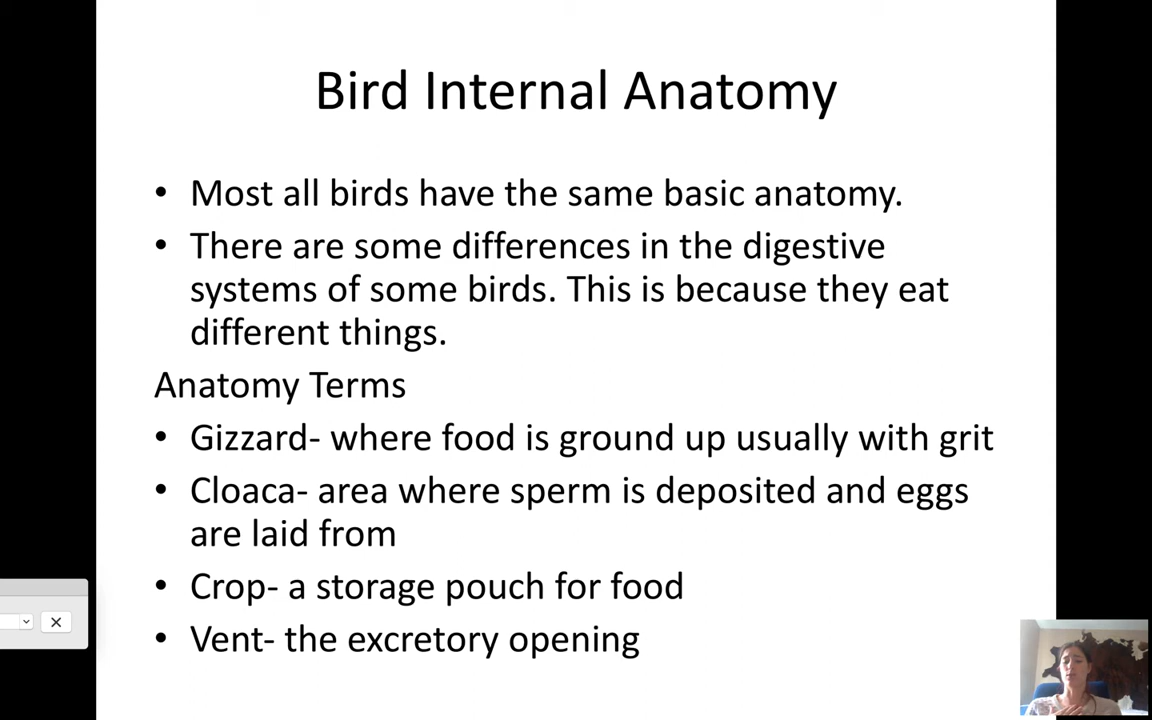 Bird Internal Anatomy
• Most all birds have the same basic anatomy.
• There are some differences in the digestive
systems of some birds. This is because they eat
different things.
Anatomy Terms
• Gizzard- where food is ground up usually with grit
• Cloaca- area where sperm is deposited and eggs
are laid from
• Crop- a storage pouch for food
• Vent- the excretory opening